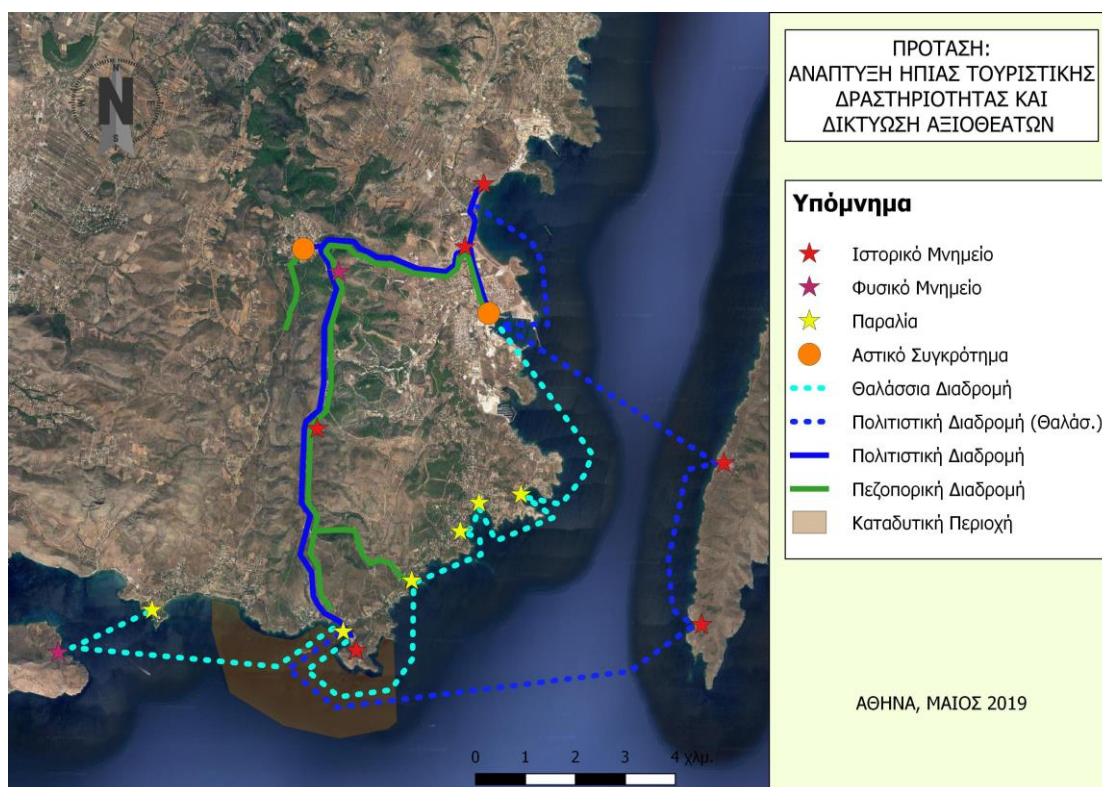 ΠΡΟΤΑΣΗ:
ΑΝΑΠΤΥΞΗ ΗΠΙΑΣ ΤΟΥΡΙΣΤΙΚΗΣ
ΔΡΑΣΤΗΡΙΟΤΗΤΑΣ ΚΑΙ
ΔΙΚΤΥΩΣΗ ΑΞΙΟΘΕΑΤΩΝ
Υπόμνημα
Ιστορικό Μνημείο
Φυσικό Μνημείο
Παραλία
Αστικό Συγκρότημα
Θαλάσσια Διαδρομή
Πολιτιστική Διαδρομή (Θαλάσ.)
Πολιτιστική Διαδρομή
Πεζοπορική Διαδρομή
Καταδυτική Περιοχή
ΑΘΗΝΑ, ΜΑΙΟΣ 2019
N
N
S
0 1 2 3 4 χλμ.